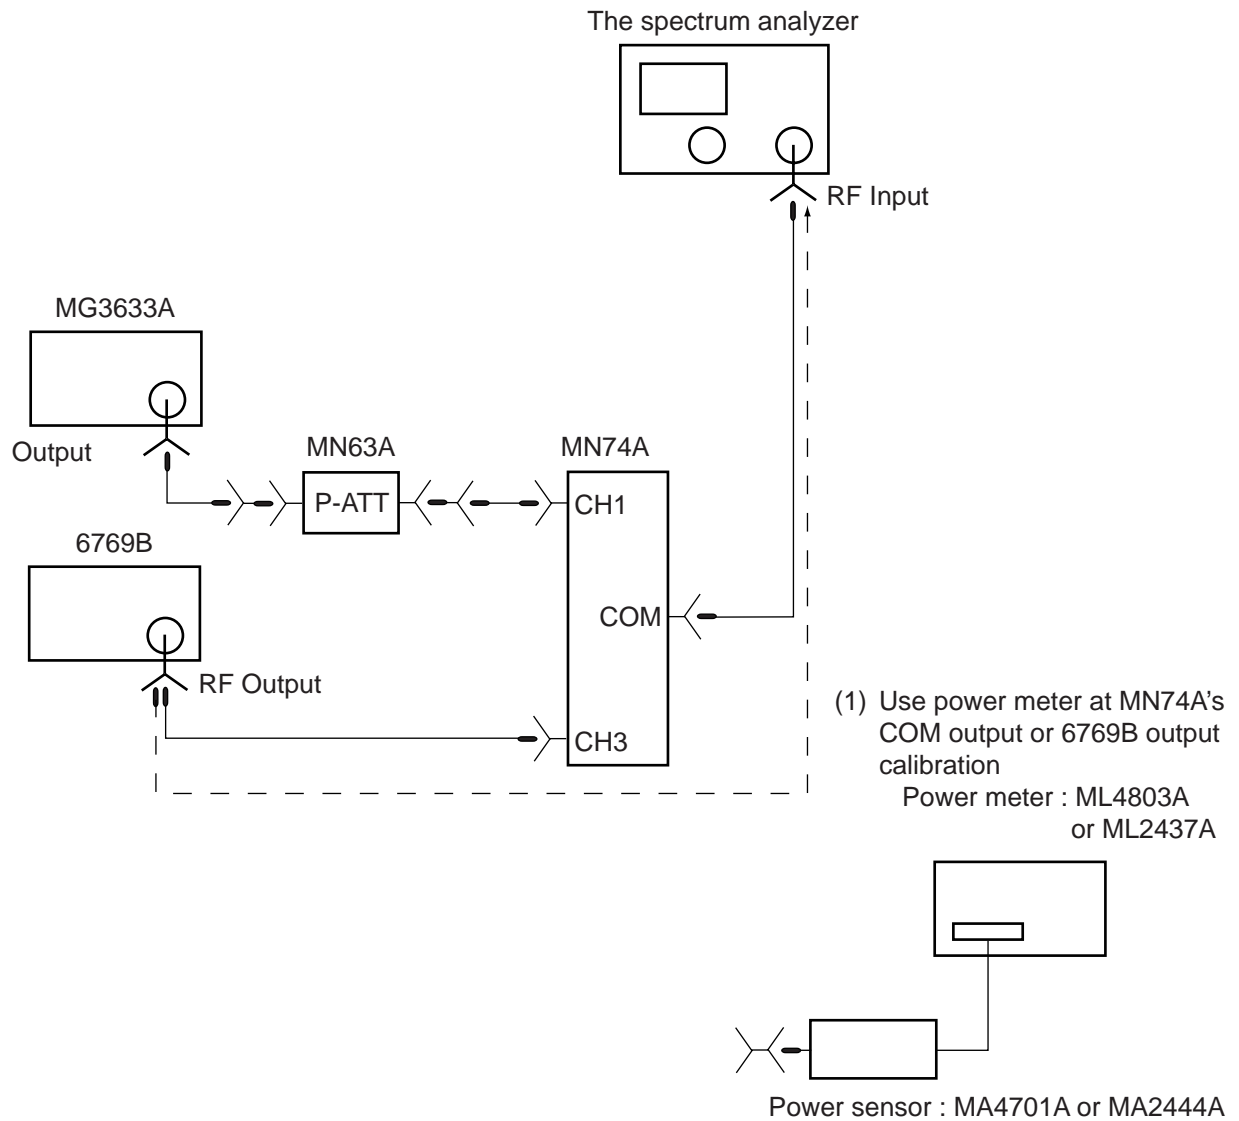 The spectrum analyzer
RF Input
MG3633A
Output
MN63A
MN74A
P-ATT
CH1
6769B
COM
RF Output
CH3
(1) Use power meter at MN74A’s
COM output or 6769B output
calibration
Power meter : ML4803A
or ML2437A
Power sensor : MA4701A or MA2444A